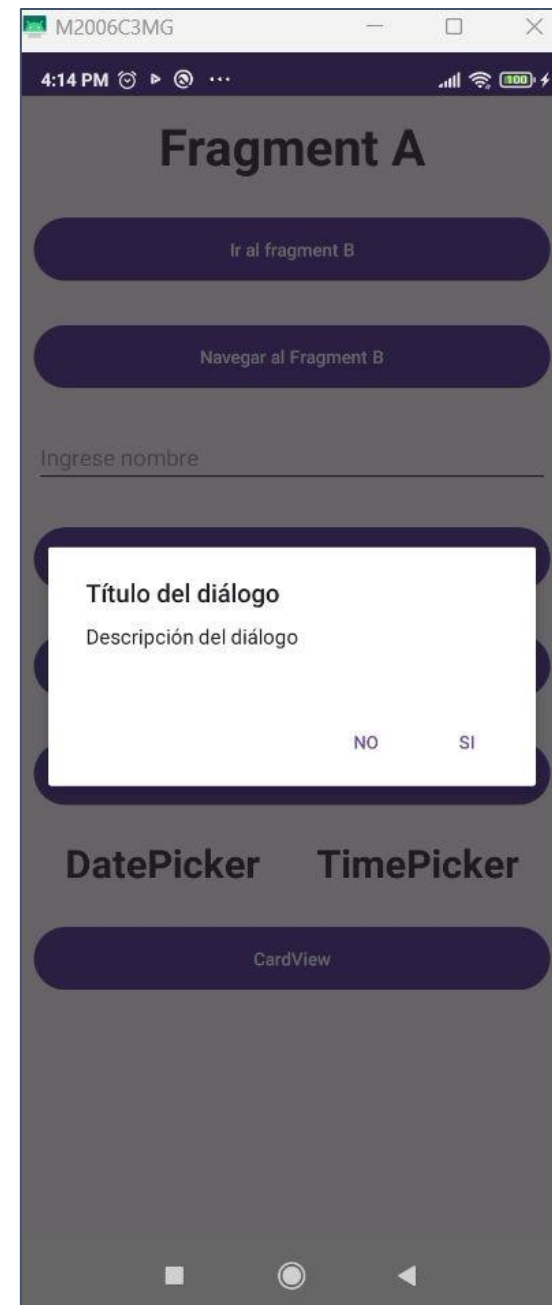 M2006C3MG
4:14 PM
100
Fragment A
Ir al fragment B
Navegar al Fragment B
Ingrese nombre
Título del diálogo
Descripción del diálogo
NO SI
DatePicker TimePicker
CardView